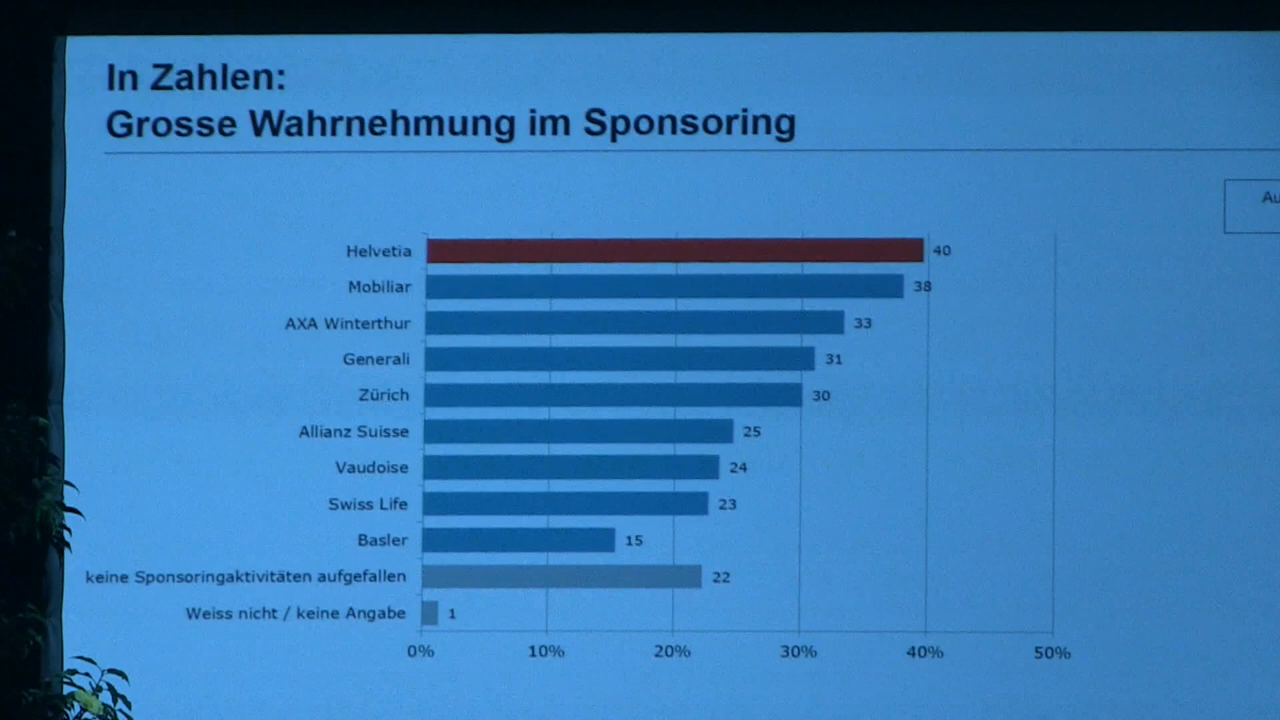 In Zahlen:
Grosse Wahrnehmung im Sponsoring
Helvetia 40
Mobiliar 38
AXA Winterthur 33
Generali 31
Zürich 30
Allianz Suisse 25
Vaudoise 24
Swiss Life 23
Basler 15
keine Sponsoringaktivitäten aufgefallen 22
Weiss nicht / keine Angabe 1
0% 10% 20% 30% 40% 50%